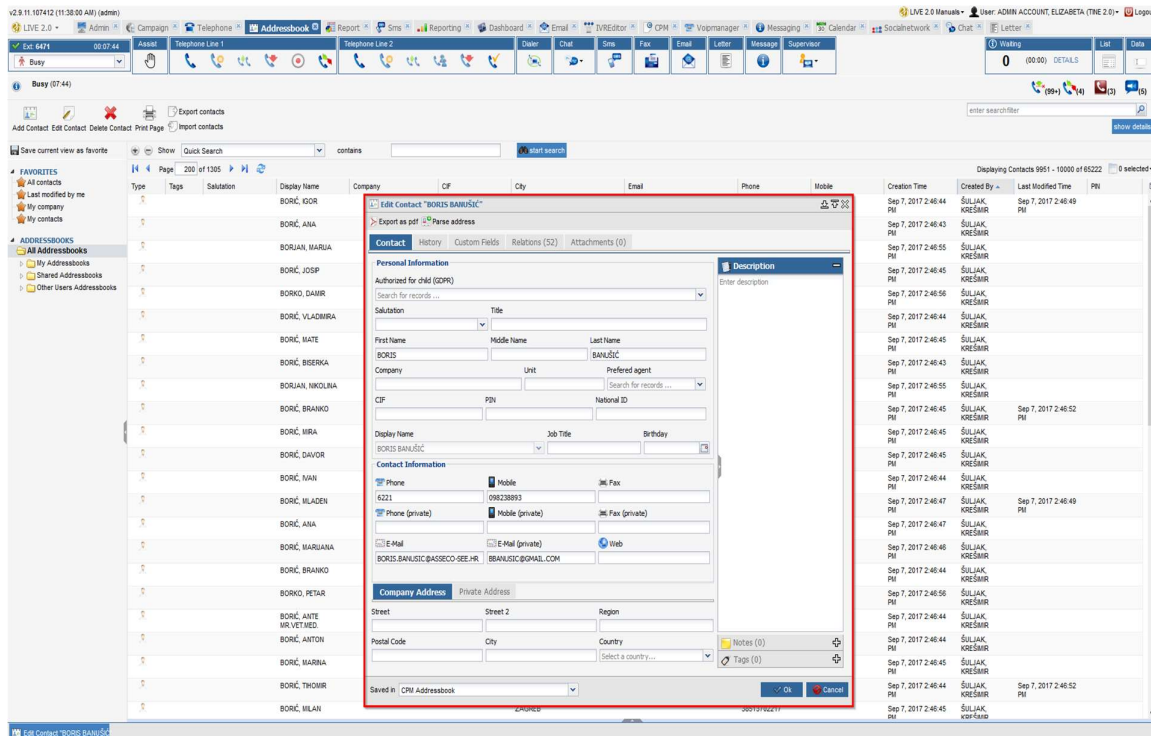 v2.9.11.107412 (11:38:00 AM) (admin)
LIVE 2.0 Manuals User: ADMIN ACCOUNT, ELIZABETA (TINE 2.0) Logou
LIVE 2.0 Admin Campaign Telephone Addressbook Report Sms Reporting Dashboard Email IVREditor CPM Vopmanager Messaging Calendar Socialnetwork Chat Letter
Ext: 6471 00:07:44 Assist Telephone Line 1 Telephone Line 2 Dialer Chat Sms Fax Email Letter Message Supervisor Waiting List Data
Busy 0 (00:00) DETAILS
Busy (07:44) (99+) (4) (3) (5)
Export contacts
Import contacts
Add Contact Edit Contact Delete Contact Print Page
enter searchfilter
show details
Save current view as favorite Show Quick Search contains start search
FAVORITES
All contacts
Last modified by me
My company
My contacts
ADDRESSBOOKS
All Addressbooks
My Addressbooks
Shared Addressbooks
Other Users Addressbooks
Page 200 of 1305 Displaying Contacts 9951 - 10000 of 65222 0 selected
Type Tags Salutation Display Name Company CIF City Email Phone Mobile Creation Time Created By Last Modified Time PIN
BORIĆ, IGOR Sep 7, 2017 2:46:44 PM ŠULJAK, KREŠIMIR Sep 7, 2017 2:46:49 PM
BORIĆ, ANA Sep 7, 2017 2:46:43 PM ŠULJAK, KREŠIMIR
BORJAN, MARIJA Sep 7, 2017 2:46:55 PM ŠULJAK, KREŠIMIR
BORIĆ, JOSIP Sep 7, 2017 2:46:45 PM ŠULJAK, KREŠIMIR
BORKO, DAMIR Sep 7, 2017 2:46:56 PM ŠULJAK, KREŠIMIR
BORIĆ, VLADIMIRA Sep 7, 2017 2:46:44 PM ŠULJAK, KREŠIMIR
BORIĆ, MATE Sep 7, 2017 2:46:45 PM ŠULJAK, KREŠIMIR
BORIĆ, BISERKA Sep 7, 2017 2:46:43 PM ŠULJAK, KREŠIMIR
BORJAN, NIKOLINA Sep 7, 2017 2:46:55 PM ŠULJAK, KREŠIMIR
BORIĆ, BRANKO Sep 7, 2017 2:46:45 PM ŠULJAK, KREŠIMIR Sep 7, 2017 2:46:52 PM
BORIĆ, MIRA Sep 7, 2017 2:46:45 PM ŠULJAK, KREŠIMIR
BORIĆ, DAVOR Sep 7, 2017 2:46:45 PM ŠULJAK, KREŠIMIR
BORIĆ, IVAN Sep 7, 2017 2:46:44 PM ŠULJAK, KREŠIMIR
BORIĆ, MLADEN Sep 7, 2017 2:46:47 PM ŠULJAK, KREŠIMIR Sep 7, 2017 2:46:49 PM
BORIĆ, ANA Sep 7, 2017 2:46:47 PM ŠULJAK, KREŠIMIR
BORIĆ, MARIJANA Sep 7, 2017 2:46:46 PM ŠULJAK, KREŠIMIR
BORIĆ, BRANKO Sep 7, 2017 2:46:44 PM ŠULJAK, KREŠIMIR
BORKO, PETAR Sep 7, 2017 2:46:56 PM ŠULJAK, KREŠIMIR
BORIĆ, ANTE MR.VET.MED. Sep 7, 2017 2:46:44 PM ŠULJAK, KREŠIMIR
BORIĆ, ANTON Sep 7, 2017 2:46:44 PM ŠULJAK, KREŠIMIR
BORIĆ, MARINA Sep 7, 2017 2:46:45 PM ŠULJAK, KREŠIMIR
BORIĆ, TIHOMIR Sep 7, 2017 2:46:44 PM ŠULJAK, KREŠIMIR Sep 7, 2017 2:46:52 PM
BORIĆ, MILAN ZAGREB Sep 7, 2017 2:46:45 PM ŠULJAK, KREŠIMIR
Edit Contact "BORIS BANUŠIĆ"
Export as pdf Parse address
Contact History Custom Fields Relations (52) Attachments (0)
Personal Information
Authorized for child (GDPR)
Search for records ...
Salutation Title
First Name Middle Name Last Name
BORIS BANUŠIĆ
Company Unit Prefered agent
Search for records ...
CIF PIN National ID
Display Name Job Title Birthday
BORIS BANUŠIĆ
Contact Information
Phone Mobile Fax
6221 098238893
Phone (private) Mobile (private) Fax (private)
E-Mail E-Mail (private) Web
BORIS.BANUSIC@ASSECO-SEE.HR BBANUSIC@GMAIL.COM
Company Address Private Address
Street Street 2 Region
Postal Code City Country
Select a country...
Description
Enter description
Notes (0)
Tags (0)
Saved in CPM Addressbook Ok Cancel
Edit Contact "BORIS BANUŠIĆ